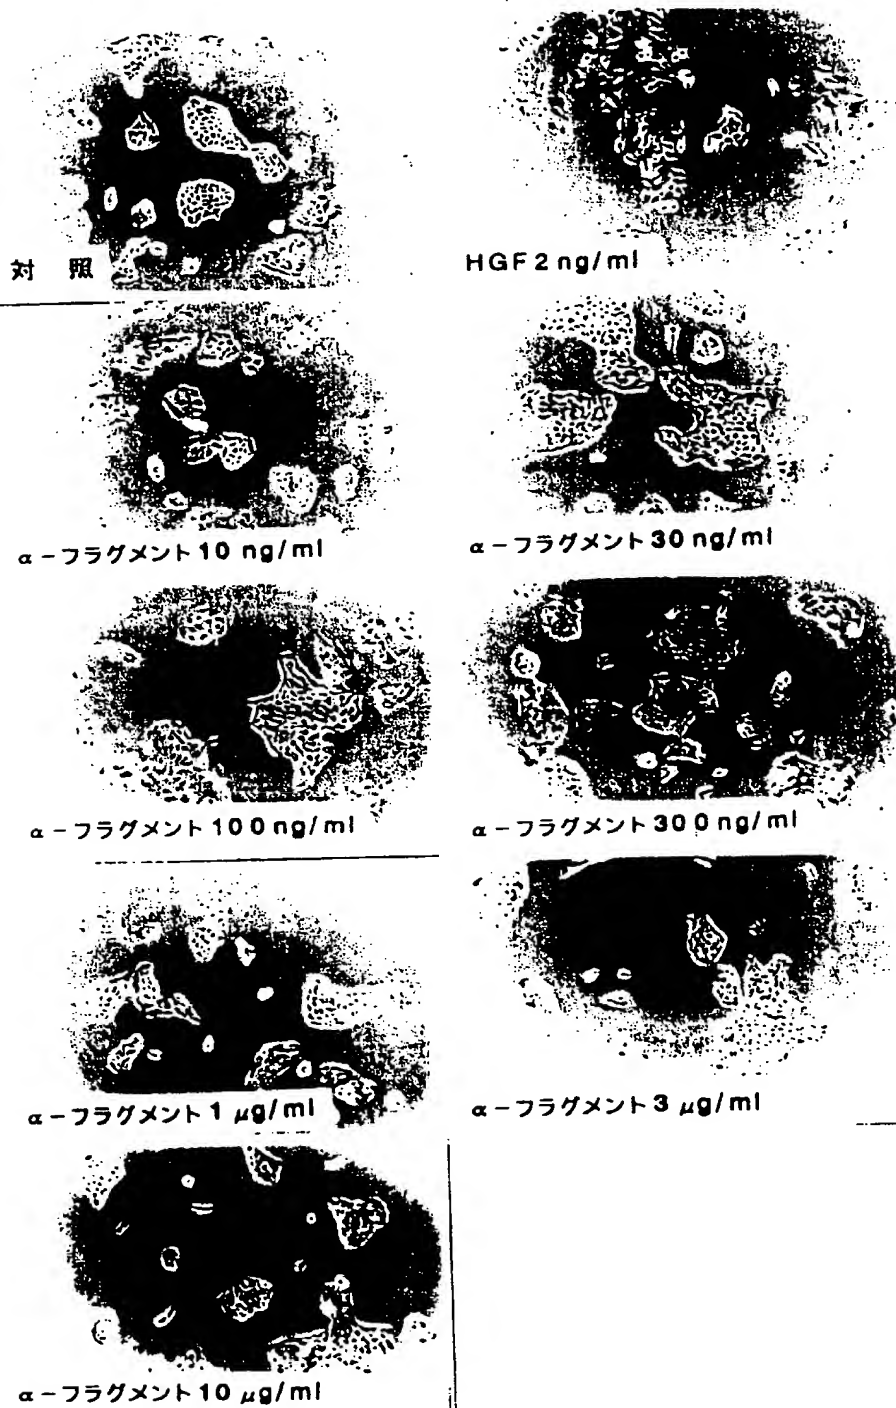 対 照
HGF 2 ng/ml
α－フラグメント 10 ng/ml
α－フラグメント 30 ng/ml
α－フラグメント 100 ng/ml
α－フラグメント 300 ng/ml
α－フラグメント 1 μg/ml
α－フラグメント 3 μg/ml
α－フラグメント 10 μg/ml